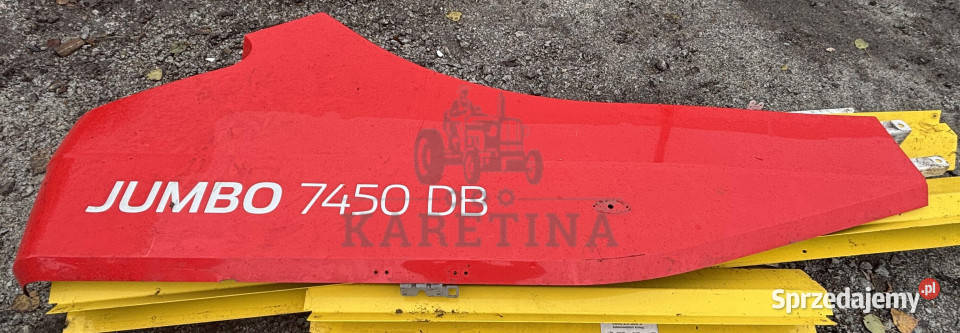 JUMBO 7450 DB
KARETINA
Sprzedajemy.pl